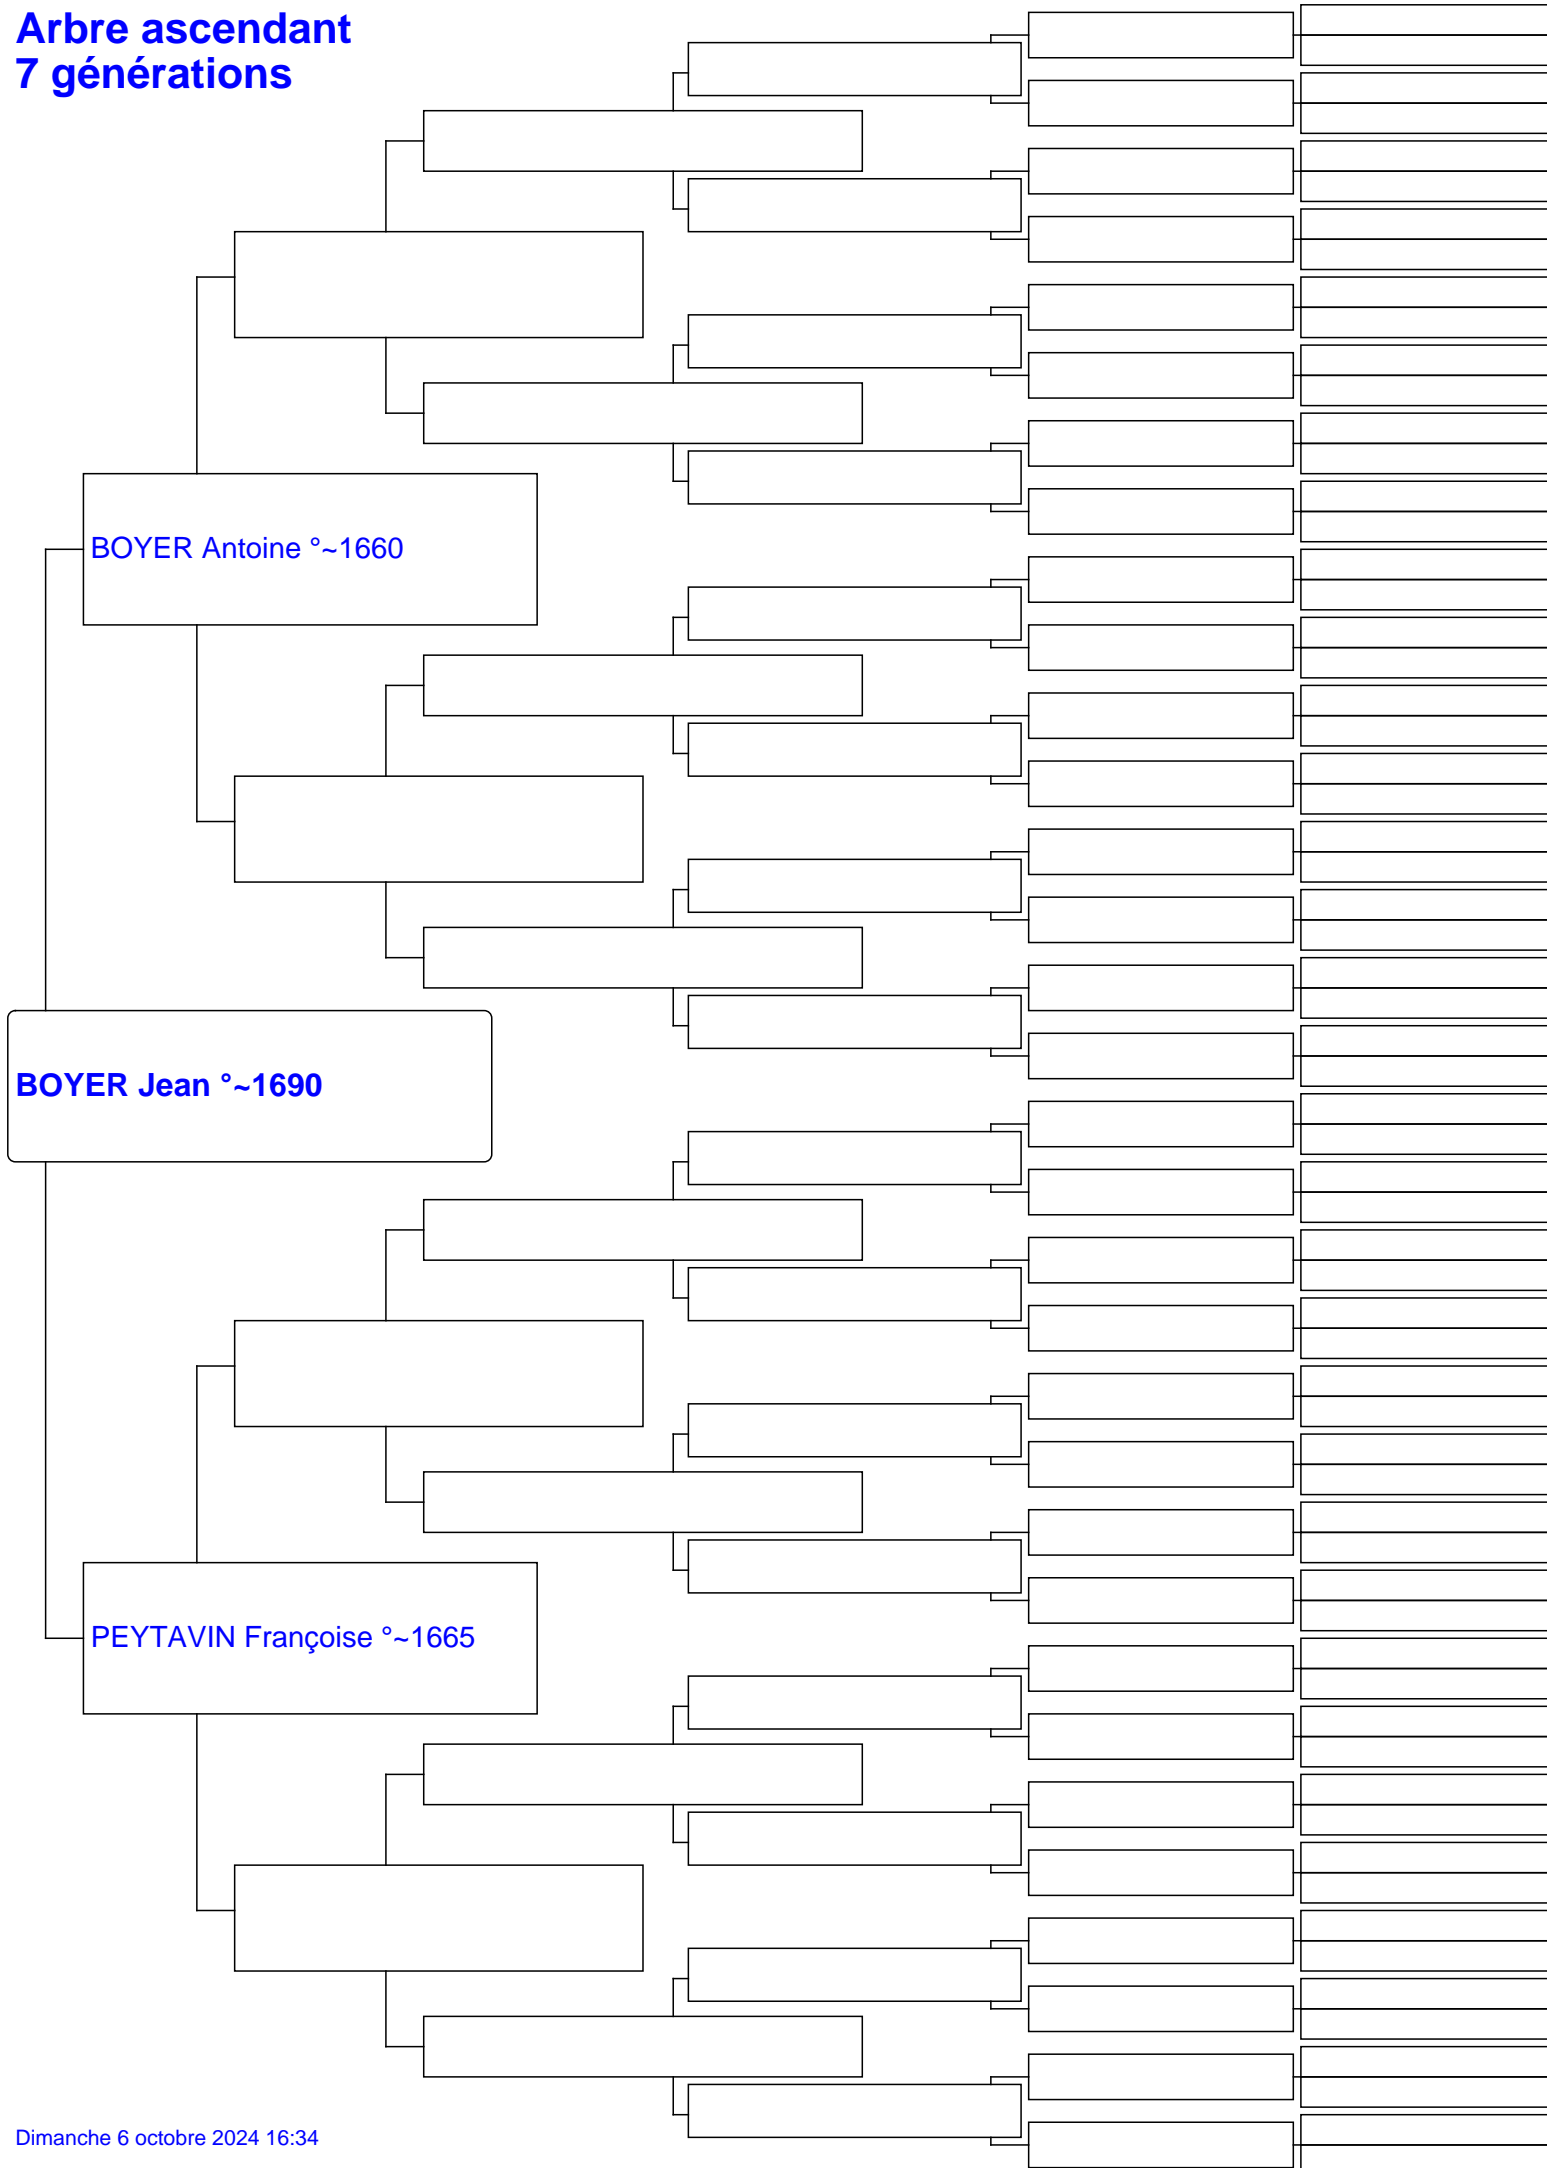 Arbre ascendant
7 générations
BOYER Antoine °~1660
BOYER Jean °~1690
PEYTAVIN Françoise °~1665
Dimanche 6 octobre 2024 16:34